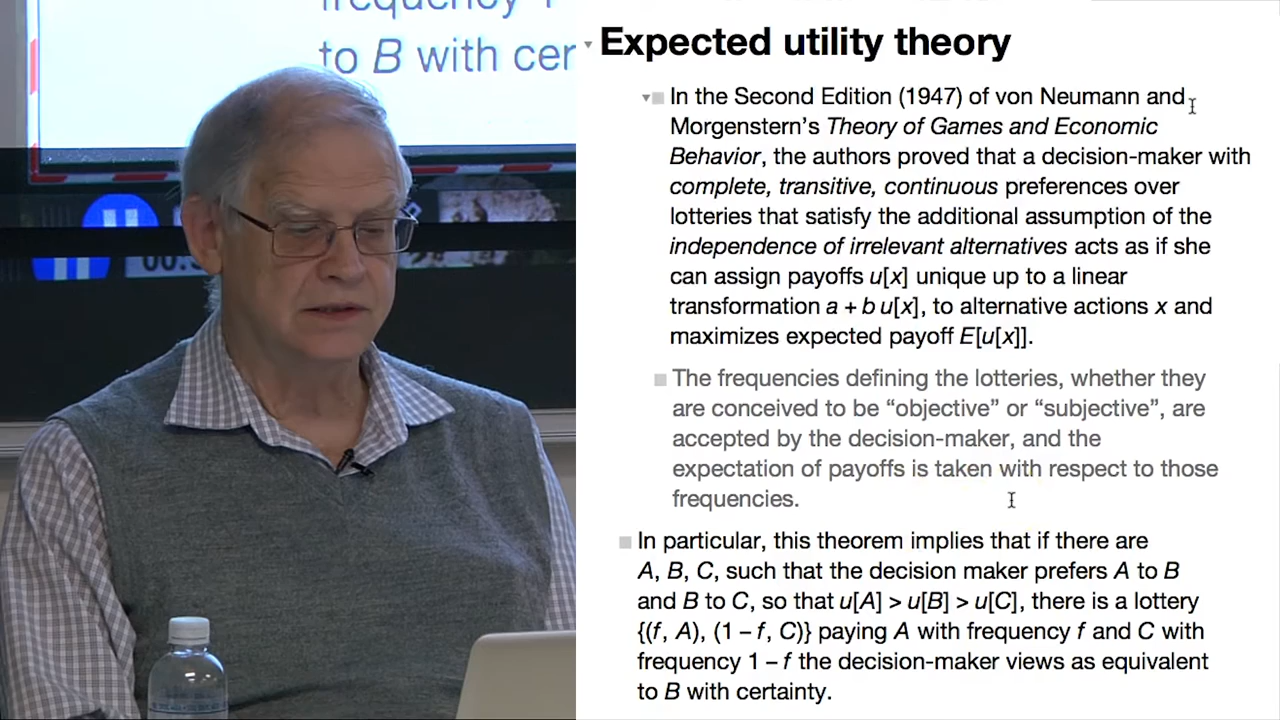 frequency 1
to B with cer
Expected utility theory
In the Second Edition (1947) of von Neumann and
Morgenstern’s Theory of Games and Economic
Behavior, the authors proved that a decision-maker with
complete, transitive, continuous preferences over
lotteries that satisfy the additional assumption of the
independence of irrelevant alternatives acts as if she
can assign payoffs u[x] unique up to a linear
transformation a + b u[x], to alternative actions x and
maximizes expected payoff E[u[x]].
The frequencies defining the lotteries, whether they
are conceived to be “objective” or “subjective”, are
accepted by the decision-maker, and the
expectation of payoffs is taken with respect to those
frequencies.
In particular, this theorem implies that if there are
A, B, C, such that the decision maker prefers A to B
and B to C, so that u[A] > u[B] > u[C], there is a lottery
{(f, A), (1 – f, C)} paying A with frequency f and C with
frequency 1 – f the decision-maker views as equivalent
to B with certainty.